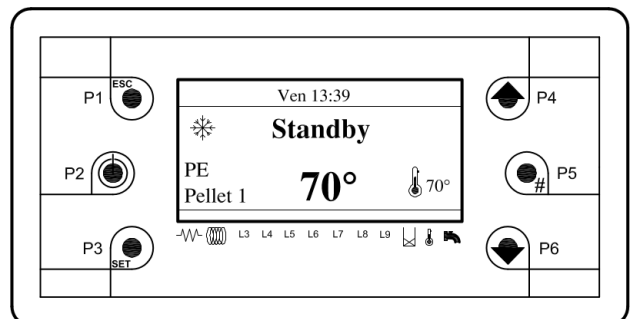 ESC
P1
P2
P3
SET
Ven 13:39
Standby
PE
Pellet 1
70°
70°
L3 L4 L5 L6 L7 L8 L9
P4
P5
#
P6